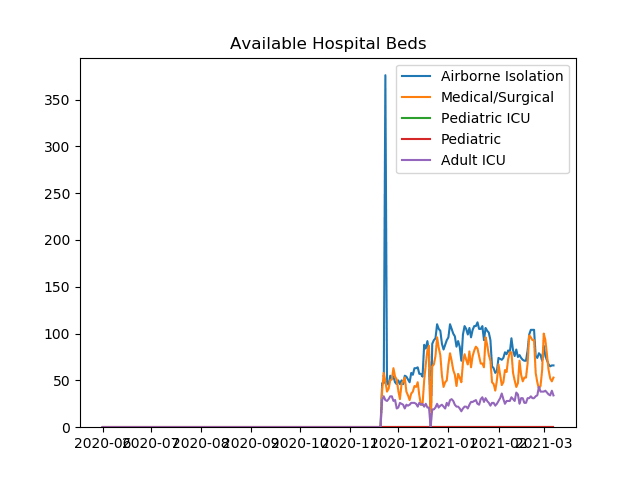 Available Hospital Beds
Airborne Isolation
Medical/Surgical
Pediatric ICU
Pediatric
Adult ICU
350
300
250
200
150
100
50
0
2020-06 2020-07 2020-08 2020-09 2020-10 2020-11 2020-12 2021-01 2021-02 2021-03